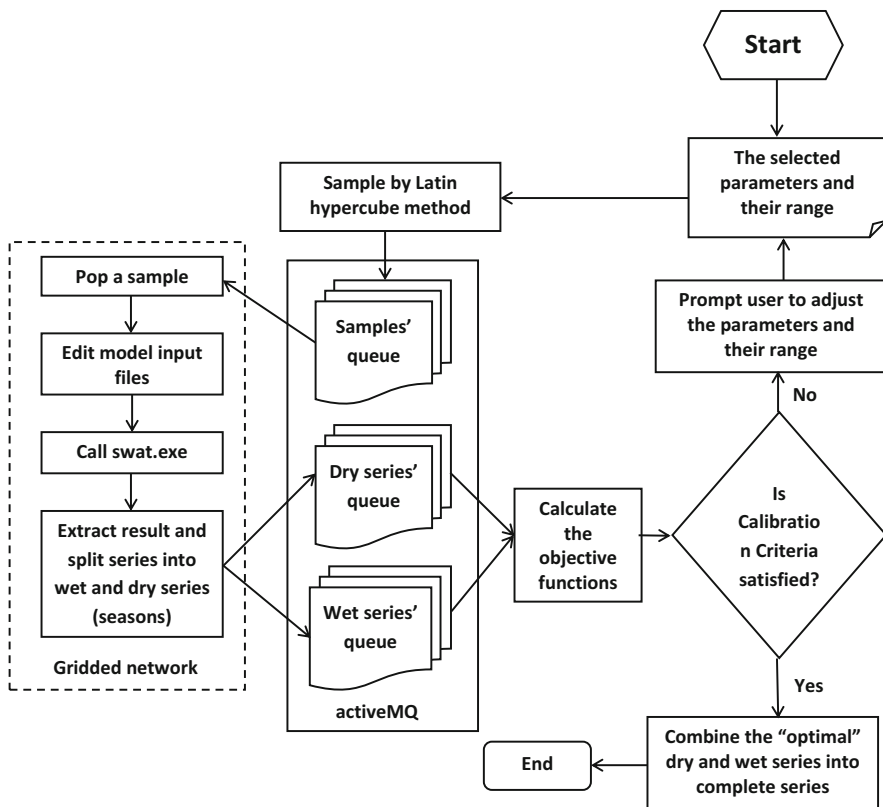 Start
The selected
parameters and
their range
Sample by Latin
hypercube method
Pop a sample
Edit model input
files
Call swat.exe
Extract result and
split series into
wet and dry series
(seasons)
Gridded network
Samples’
queue
Dry series’
queue
Wet series’
queue
activeMQ
Calculate
the
objective
functions
Prompt user to adjust
the parameters and
their range
No
Is
Calibratio
n Criteria
satisfied?
Yes
Combine the “optimal”
dry and wet series into
complete series
End